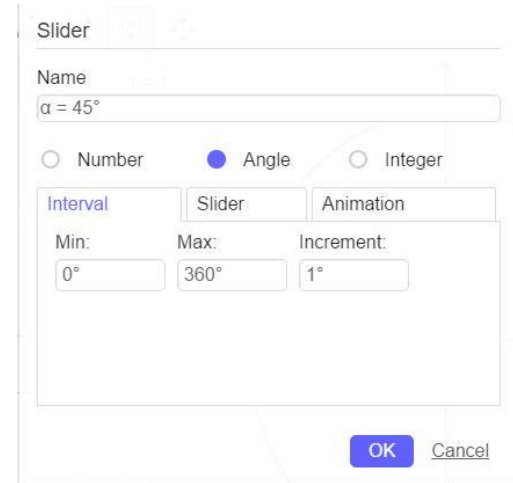 Slider
Name
α = 45°
Number Angle Integer
Interval Slider Animation
Min: Max: Increment:
0° 360° 1°
OK Cancel